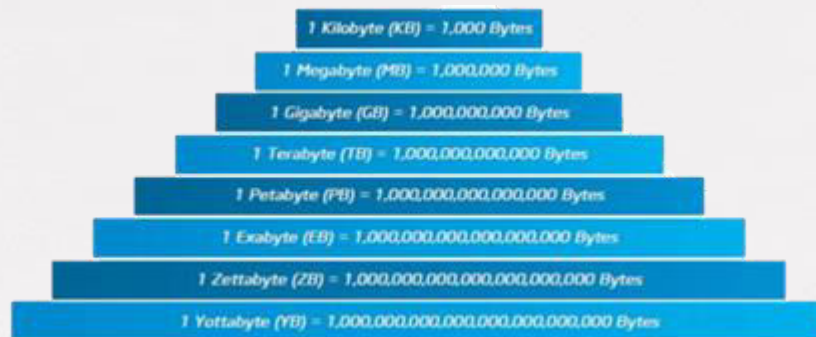 1 Kilobyte (KB) = 1,000 Bytes
1 Megabyte (MB) = 1,000,000 Bytes
1 Gigabyte (GB) = 1,000,000,000 Bytes
1 Terabyte (TB) = 1,000,000,000,000 Bytes
1 Petabyte (PB) = 1,000,000,000,000,000 Bytes
1 Exabyte (EB) = 1,000,000,000,000,000,000 Bytes
1 Zettabyte (ZB) = 1,000,000,000,000,000,000,000 Bytes
1 Yottabyte (YB) = 1,000,000,000,000,000,000,000,000 Bytes